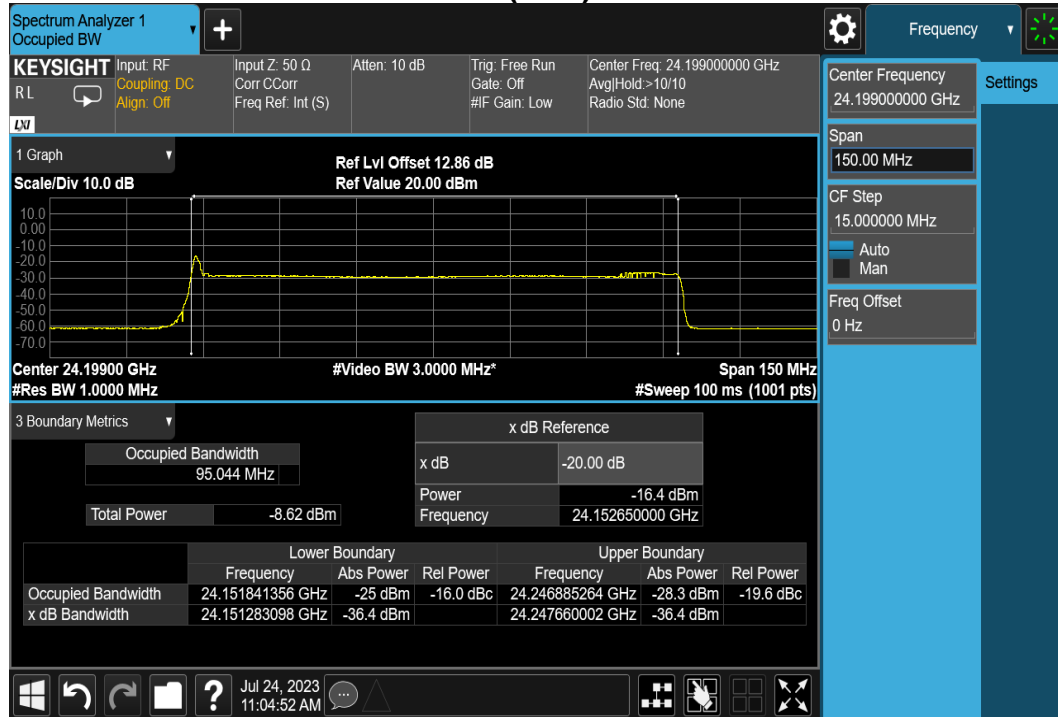 Spectrum Analyzer 1
Occupied BW
+
Frequency
KEYSIGHT
RL
LXI
Input: RF
Coupling: DC
Align: Off
Input Z: 50 Ω
Corr CCorr
Freq Ref: Int (S)
Atten: 10 dB
Trig: Free Run
Gate: Off
#IF Gain: Low
Center Freq: 24.199000000 GHz
Avg|Hold:>10/10
Radio Std: None
Center Frequency
24.199000000 GHz
Settings
Span
150.00 MHz
CF Step
15.000000 MHz
Auto
Man
Freq Offset
0 Hz
1 Graph
Scale/Div 10.0 dB
Ref Lvl Offset 12.86 dB
Ref Value 20.00 dBm
10.0
0.00
-10.0
-20.0
-30.0
-40.0
-50.0
-60.0
-70.0
Center 24.19900 GHz #Video BW 3.0000 MHz* Span 150 MHz
#Res BW 1.0000 MHz #Sweep 100 ms (1001 pts)
3 Boundary Metrics
Occupied Bandwidth
95.044 MHz
Total Power -8.62 dBm
x dB Reference
x dB -20.00 dB
Power -16.4 dBm
Frequency 24.152650000 GHz
Lower Boundary Upper Boundary
Frequency Abs Power Rel Power Frequency Abs Power Rel Power
Occupied Bandwidth 24.151841356 GHz -25 dBm -16.0 dBc 24.246885264 GHz -28.3 dBm -19.6 dBc
x dB Bandwidth 24.151283098 GHz -36.4 dBm 24.247660002 GHz -36.4 dBm
?
Jul 24, 2023
11:04:52 AM